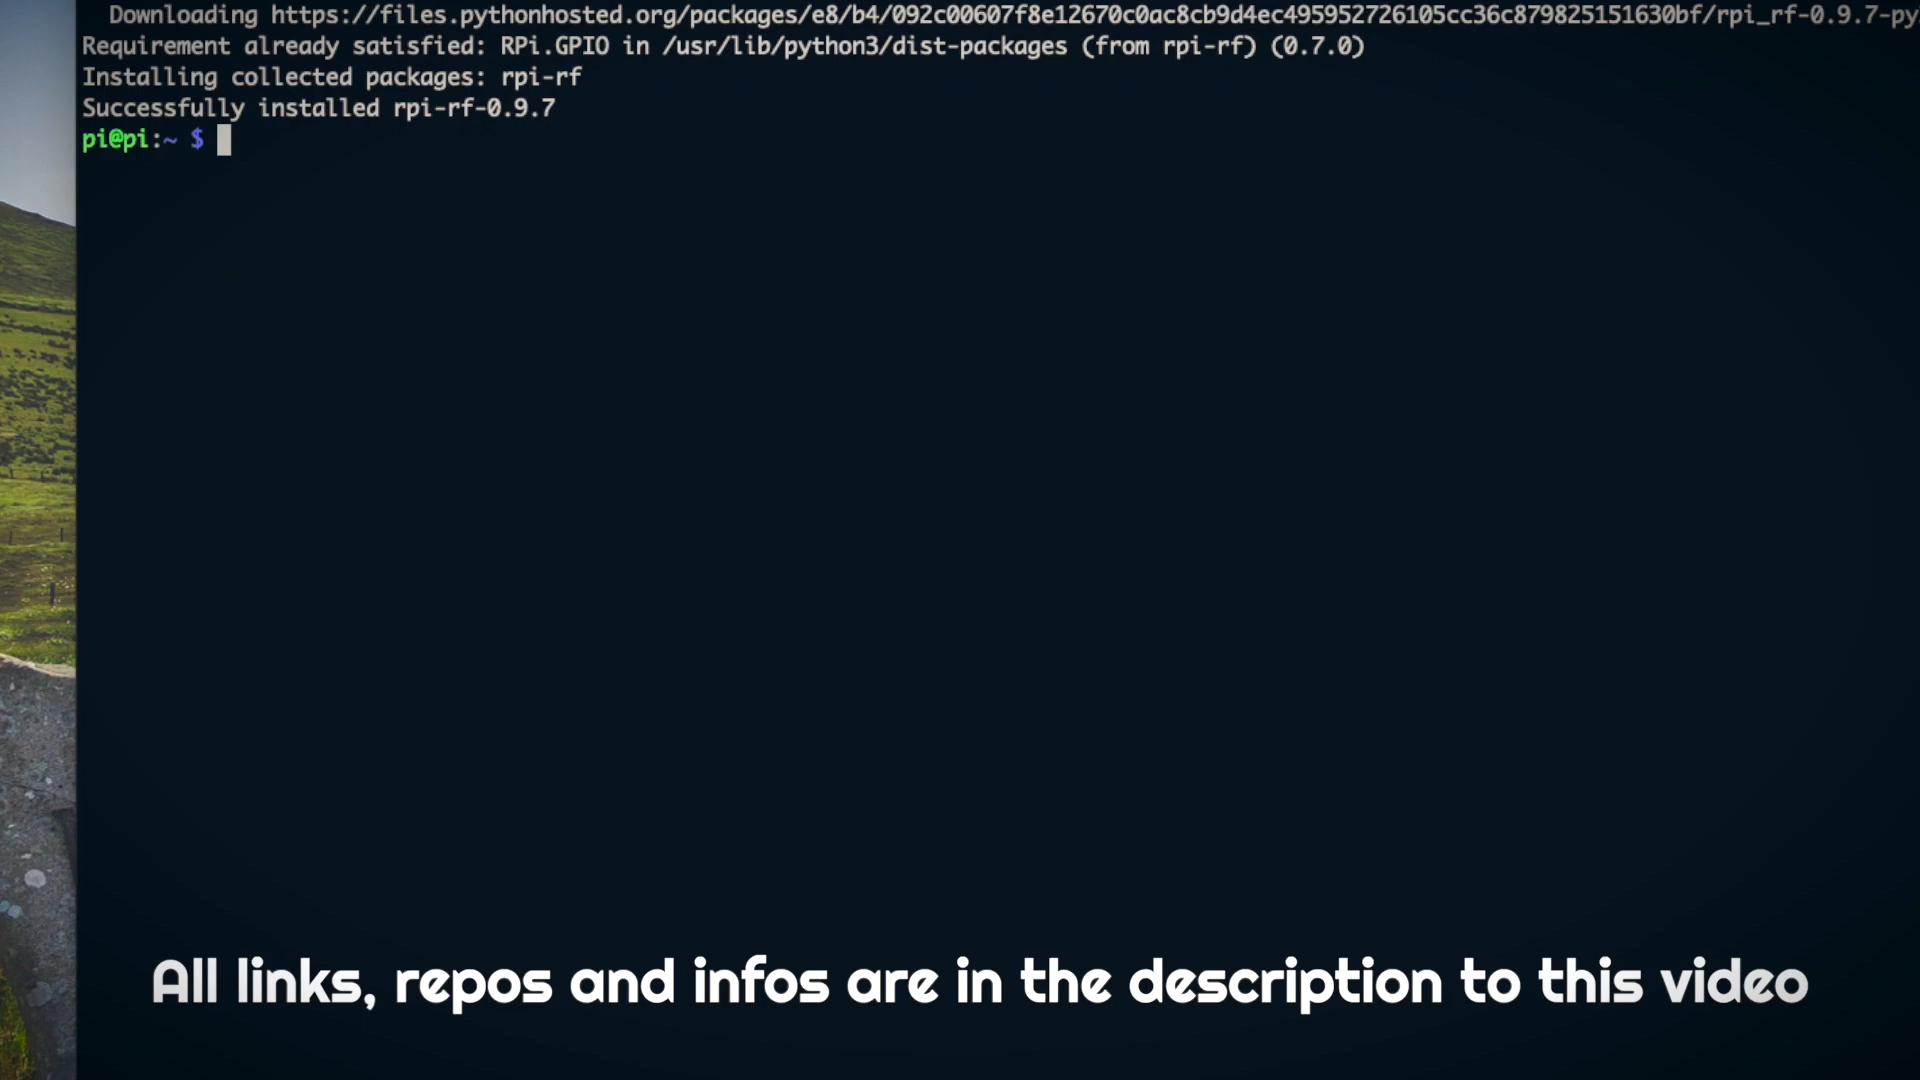 Downloading https://files.pythonhosted.org/packages/e8/b4/092c00607f8e12670c0ac8cb9d4ec495952726105cc36c879825151630bf/rpi_rf-0.9.7-py
Requirement already satisfied: RPi.GPIO in /usr/lib/python3/dist-packages (from rpi-rf) (0.7.0)
Installing collected packages: rpi-rf
Successfully installed rpi-rf-0.9.7
pi@pi:~ $
All links, repos and infos are in the description to this video